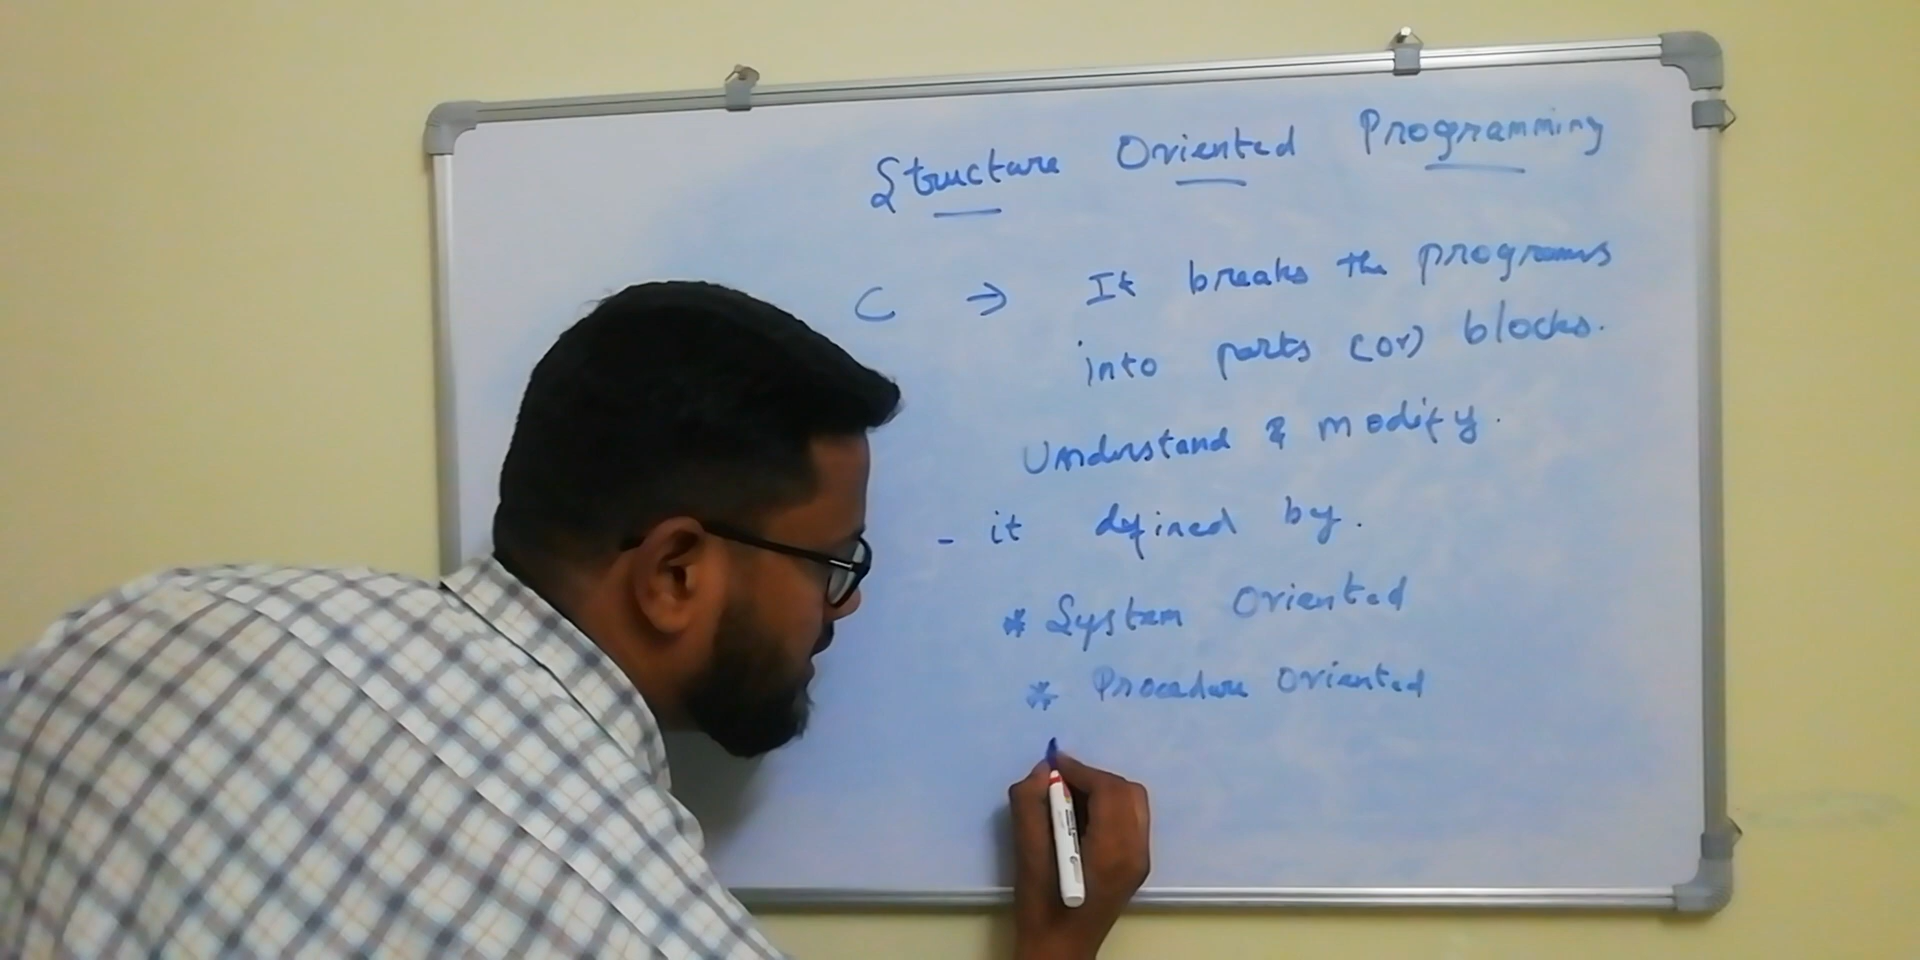 Structure Oriented Programming
C → It breaks the programs
into parts (or) blocks.
Understand & modify.
- it defined by.
* System Oriented
* Procedure Oriented